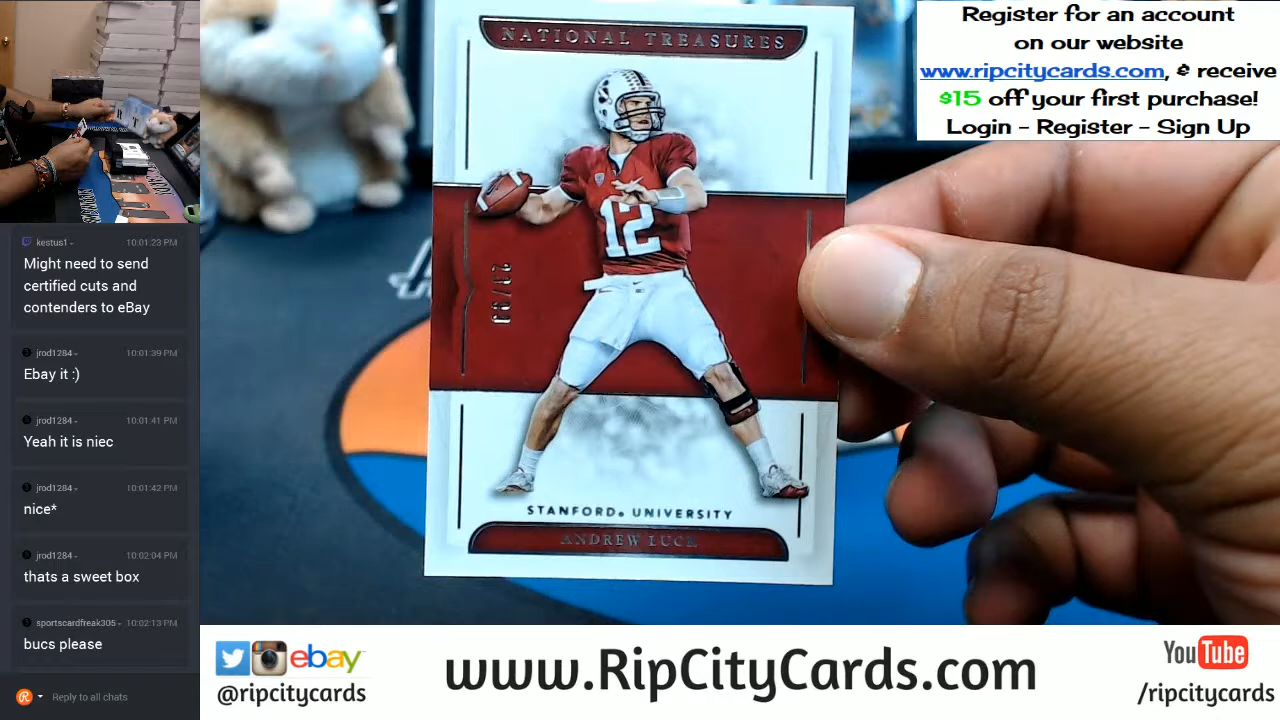 Register for an account
on our website
www.ripcitycards.com, & receive
$15 off your first purchase!
Login - Register - Sign Up
kestus1
10:01:23 PM
Might need to send
certified cuts and
contenders to eBay
jrod1284
10:01:39 PM
Ebay it :)
jrod1284
10:01:41 PM
Yeah it is niec
jrod1284
10:01:42 PM
nice*
jrod1284
10:02:04 PM
thats a sweet box
sportscardfreak305
10:02:13 PM
bucs please
Reply to all chats
NATIONAL TREASURES
12
STANFORD UNIVERSITY
ANDREW LUCK
ebay
@ripcitycards
www.RipCityCards.com
YouTube
/ripcitycards